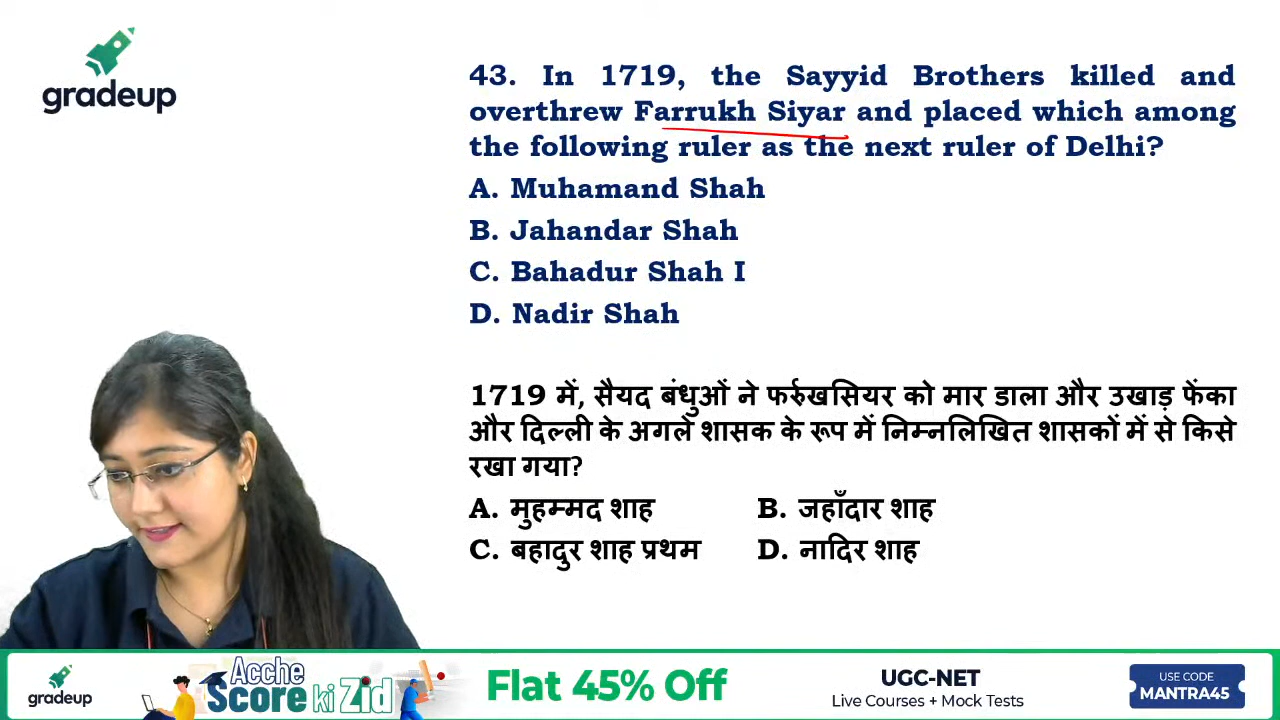 gradeup
43. In 1719, the Sayyid Brothers killed and
overthrew Farrukh Siyar and placed which among
the following ruler as the next ruler of Delhi?
A. Muhamand Shah
B. Jahandar Shah
C. Bahadur Shah I
D. Nadir Shah
1719 में, सैयद बंधुओं ने फर्रुखसियर को मार डाला और उखाड़ फेंका
और दिल्ली के अगले शासक के रूप में निम्नलिखित शासकों में से किसे
रखा गया?
A. मुहम्मद शाह B. जहाँदार शाह
C. बहादुर शाह प्रथम D. नादिर शाह
gradeup
Acche
Score ki Zid
Flat 45% Off
UGC-NET
Live Courses + Mock Tests
USE CODE
MANTRA45